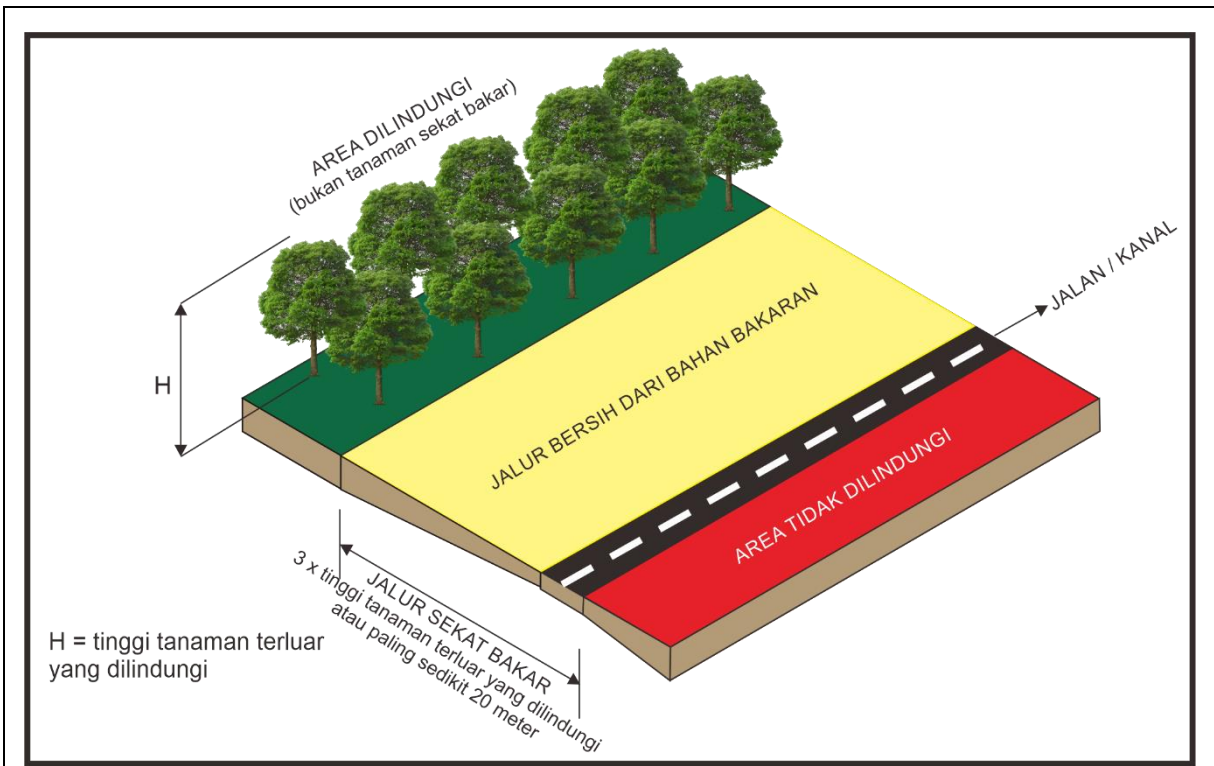 AREA DILINDUNGI
(bukan tanaman sekat bakar)
JALAN / KANAL
JALUR BERSIH DARI BAHAN BAKARAN
H
AREA TIDAK DILINDUNGI
JALUR SEKAT BAKAR
3 x tinggi tanaman terluar yang dilindungi
atau paling sedikit 20 meter
H = tinggi tanaman terluar
yang dilindungi